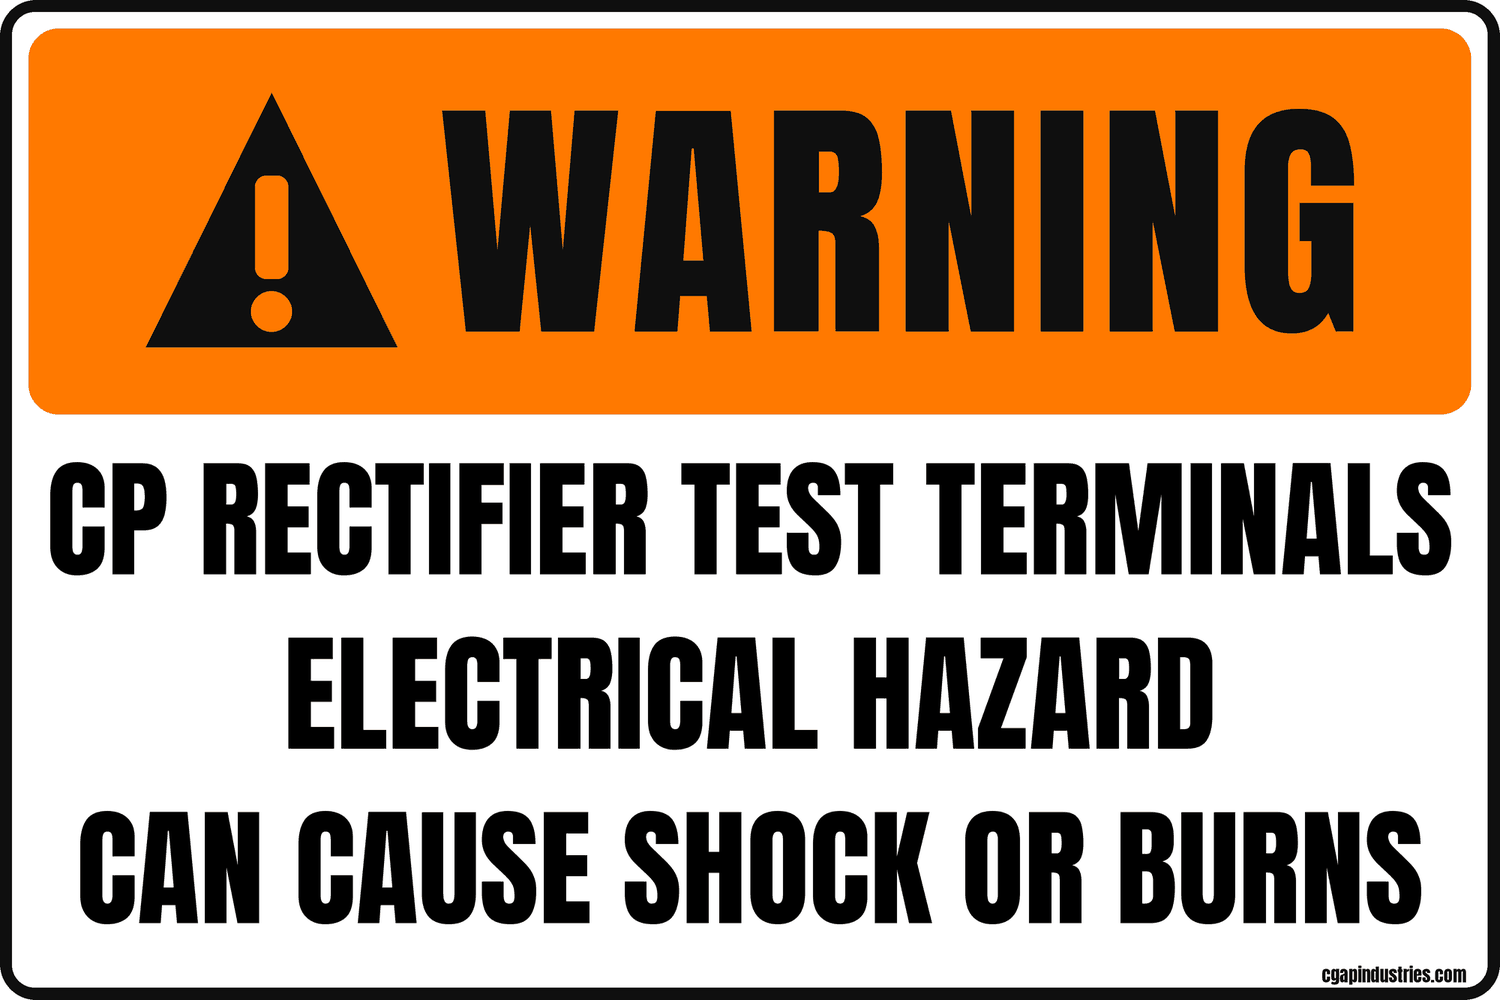 WARNING
CP RECTIFIER TEST TERMINALS
ELECTRICAL HAZARD
CAN CAUSE SHOCK OR BURNS
cgapindustries.com